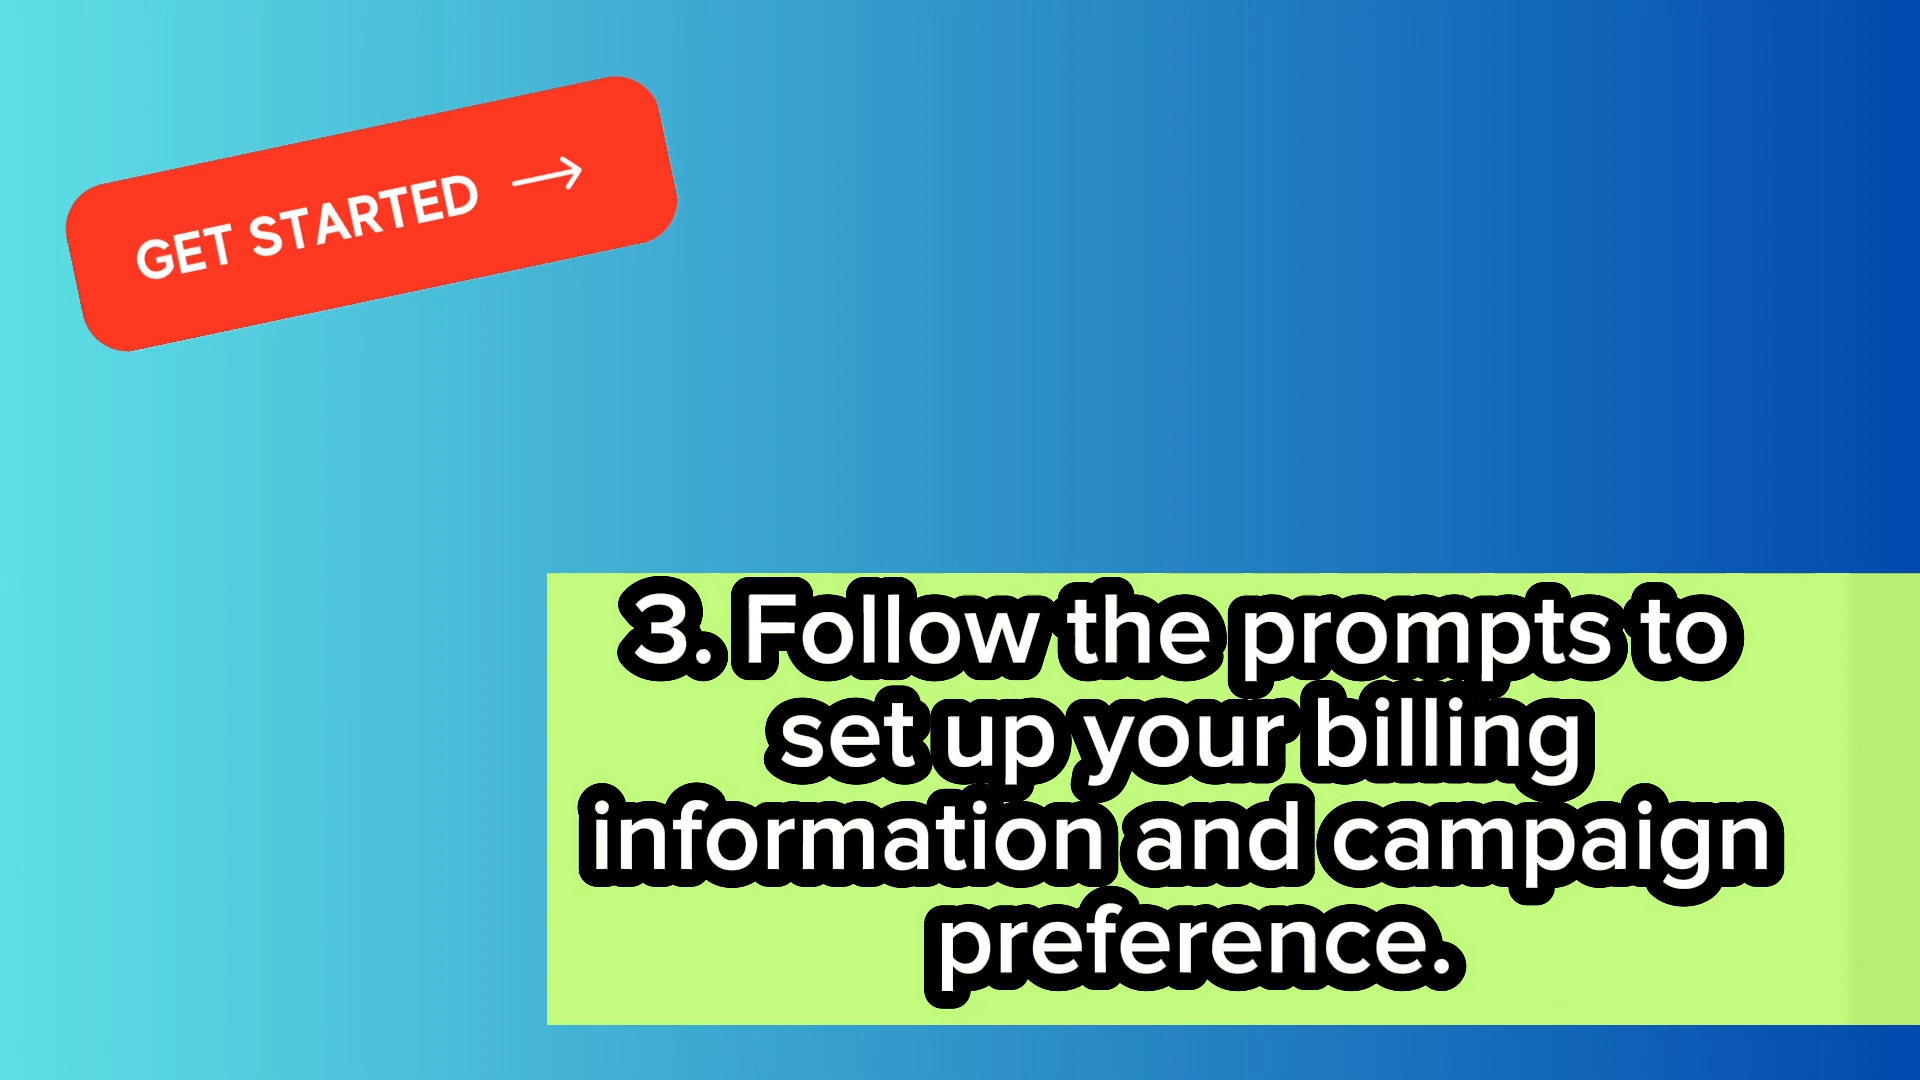 GET STARTED →
3. Follow the prompts to
set up your billing
information and campaign
preference.